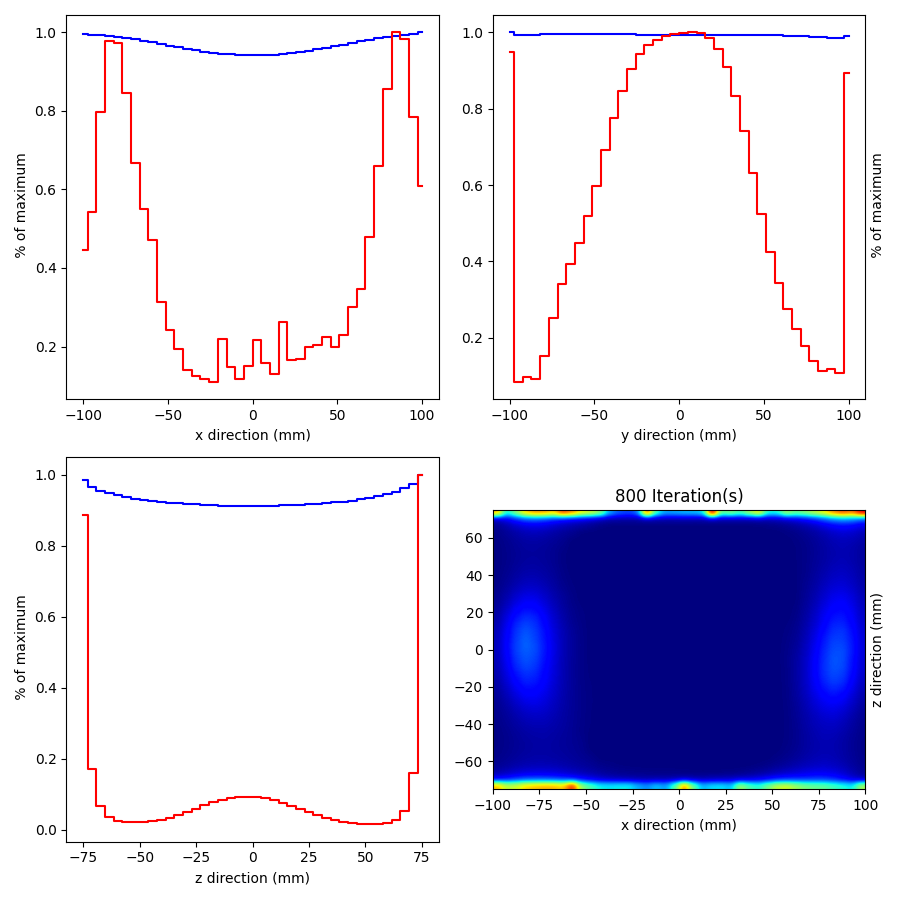 1.0
0.8
0.6
0.4
0.2
% of maximum
−100 −50 0 50 100
x direction (mm)
1.0
0.8
0.6
0.4
0.2
% of maximum
−100 −50 0 50 100
y direction (mm)
1.0
0.8
0.6
0.4
0.2
0.0
% of maximum
−75 −50 −25 0 25 50 75
z direction (mm)
800 Iteration(s)
60
40
20
0
−20
−40
−60
z direction (mm)
−100 −75 −50 −25 0 25 50 75 100
x direction (mm)